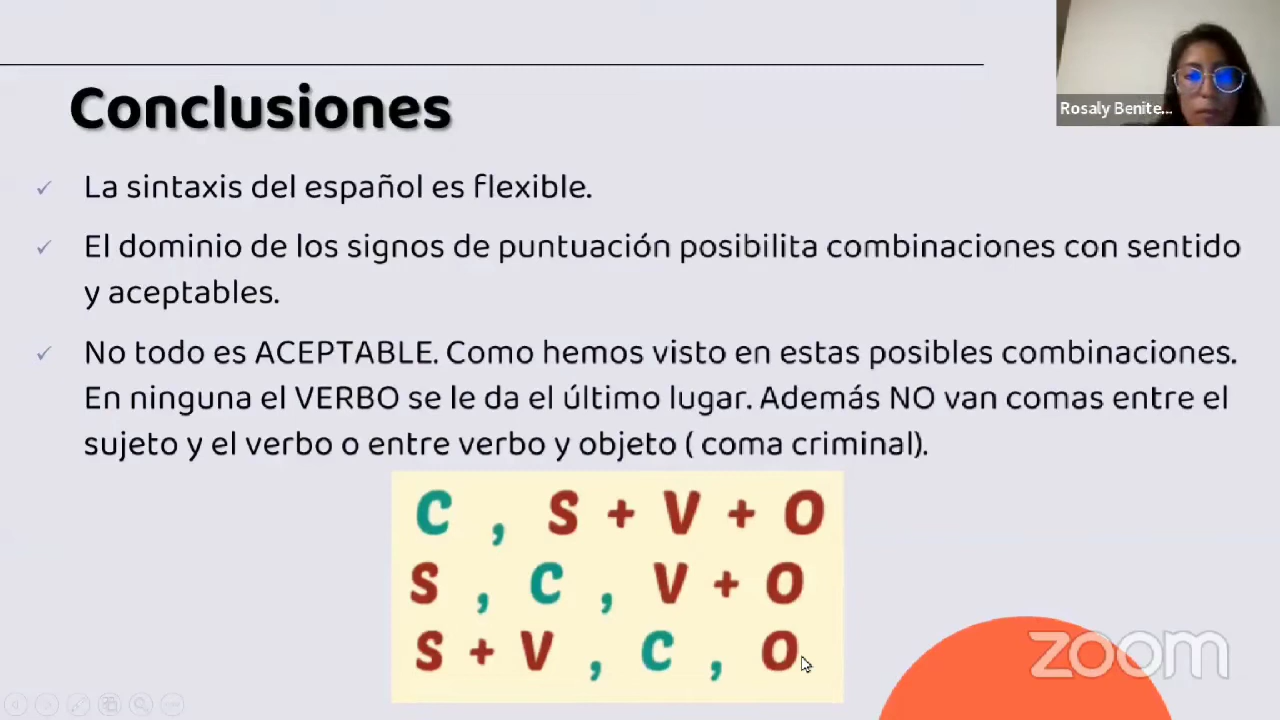 Conclusiones
Rosaly Benite...
✓ La sintaxis del español es flexible.
✓ El dominio de los signos de puntuación posibilita combinaciones con sentido
y aceptables.
✓ No todo es ACEPTABLE. Como hemos visto en estas posibles combinaciones.
En ninguna el VERBO se le da el último lugar. Además NO van comas entre el
sujeto y el verbo o entre verbo y objeto ( coma criminal).
C , S + V + O
S , C , V + O
S + V , C , O
zoom